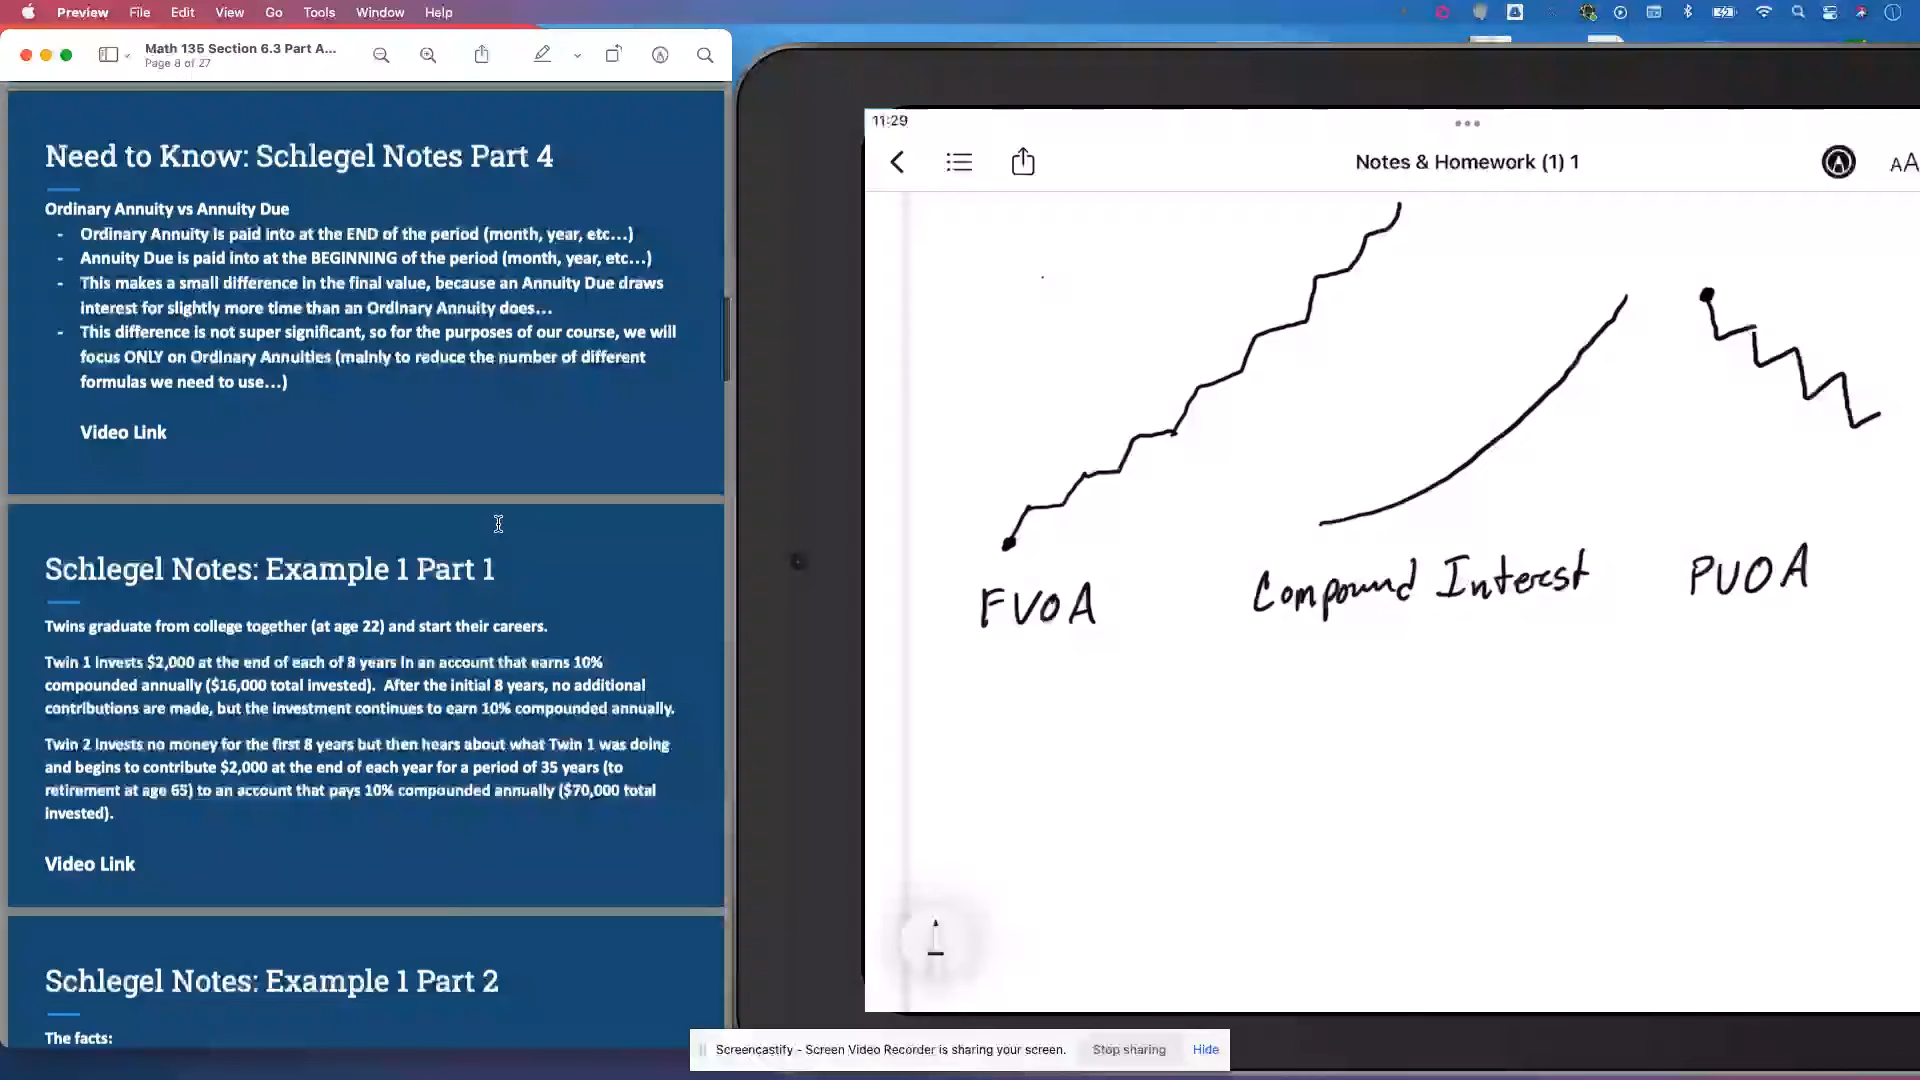 Preview File Edit View Go Tools Window Help
Math 135 Section 6.3 Part A...
Page 8 of 27
Need to Know: Schlegel Notes Part 4
Ordinary Annuity vs Annuity Due
- Ordinary Annuity is paid into at the END of the period (month, year, etc...)
- Annuity Due is paid into at the BEGINNING of the period (month, year, etc...)
- This makes a small difference in the final value, because an Annuity Due draws
interest for slightly more time than an Ordinary Annuity does...
- This difference is not super significant, so for the purposes of our course, we will
focus ONLY on Ordinary Annuities (mainly to reduce the number of different
formulas we need to use...)
Video Link
Schlegel Notes: Example 1 Part 1
Twins graduate from college together (at age 22) and start their careers.
Twin 1 invests $2,000 at the end of each of 8 years in an account that earns 10%
compounded annually ($16,000 total invested). After the initial 8 years, no additional
contributions are made, but the investment continues to earn 10% compounded annually.
Twin 2 invests no money for the first 8 years but then hears about what Twin 1 was doing
and begins to contribute $2,000 at the end of each year for a period of 35 years (to
retirement at age 65) to an account that pays 10% compounded annually ($70,000 total
invested).
Video Link
Schlegel Notes: Example 1 Part 2
The facts:
11:29
Notes & Homework (1) 1
AA
FVOA
Compound Interest
PVOA
Screencastify - Screen Video Recorder is sharing your screen. Stop sharing Hide